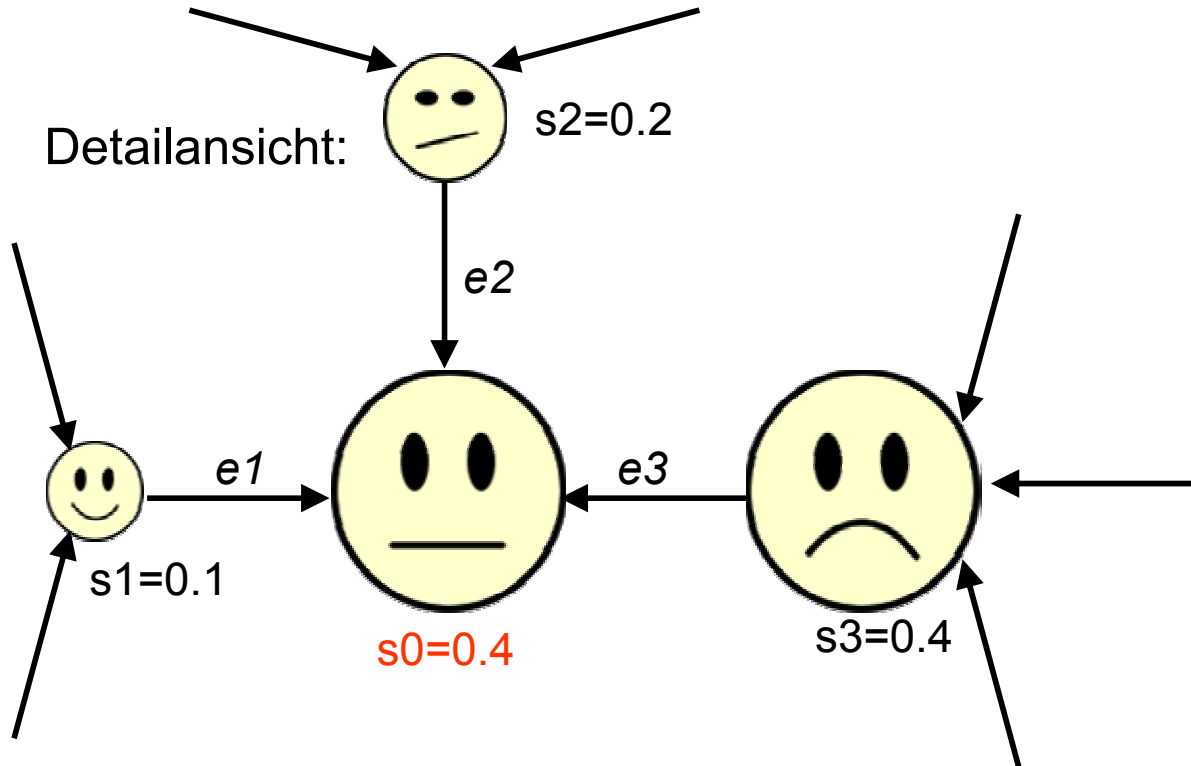 s2=0.2
Detailansicht:
e2
e1
e3
s1=0.1
s0=0.4
s3=0.4